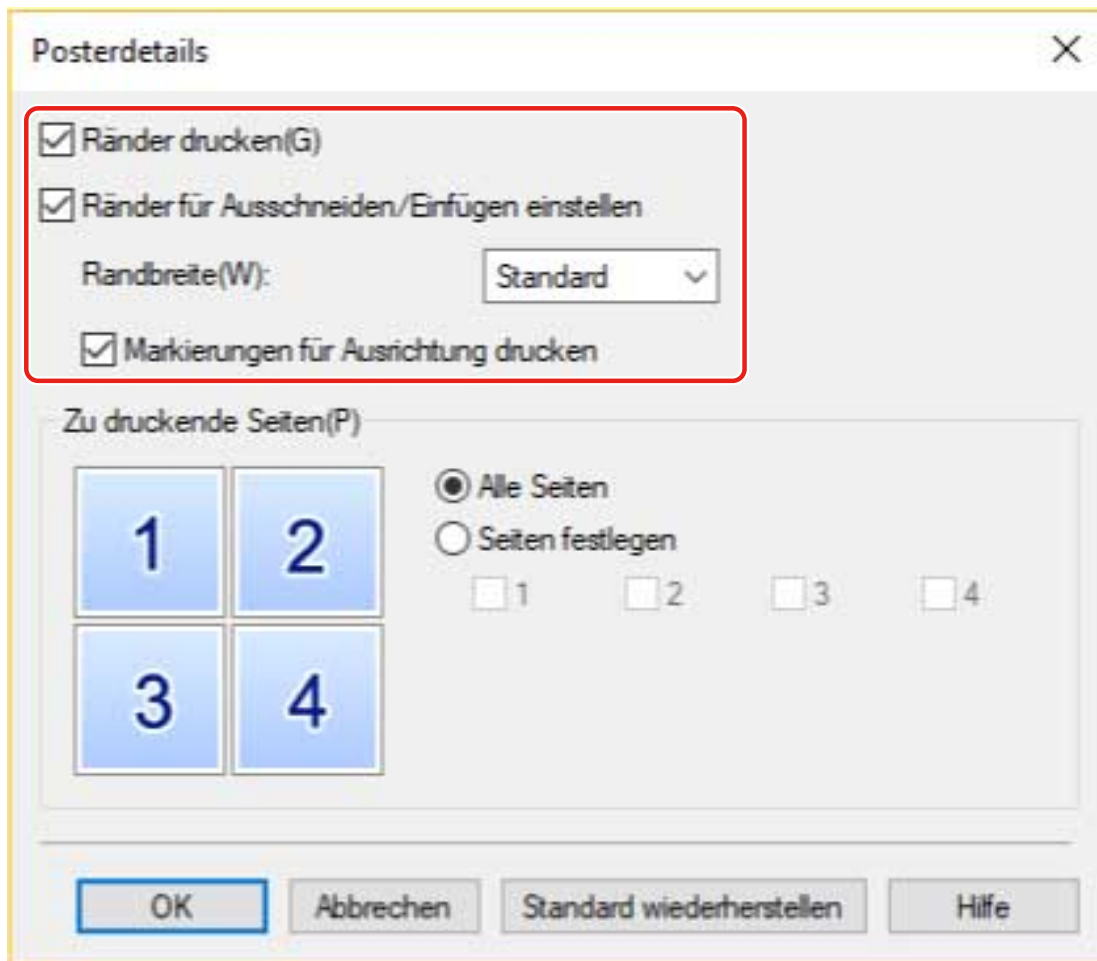 Posterdetails
Ränder drucken(G)
Ränder für Ausschneiden/Einfügen einstellen
Randbreite(W): Standard
Markierungen für Ausrichtung drucken
Zu druckende Seiten(P)
1 2
Alle Seiten
Seiten festlegen
1 2 3 4
3 4
OK Abbrechen Standard wiederherstellen Hilfe